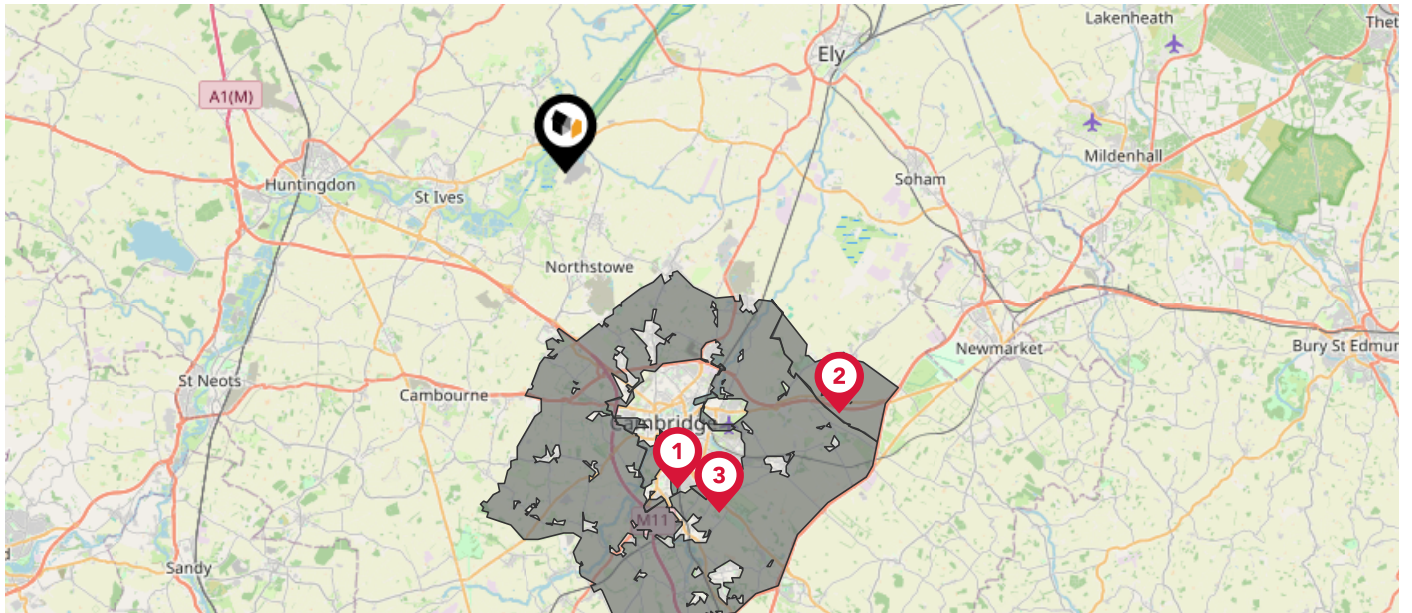 Lakenheath
Thet
Ely
A1(M)
Mildenhall
Soham
Huntingdon
St Ives
Northstowe
Newmarket
Bury St Edmur
2
St Neots
Cambourne
Cambridge
1
3
M11
Sandy